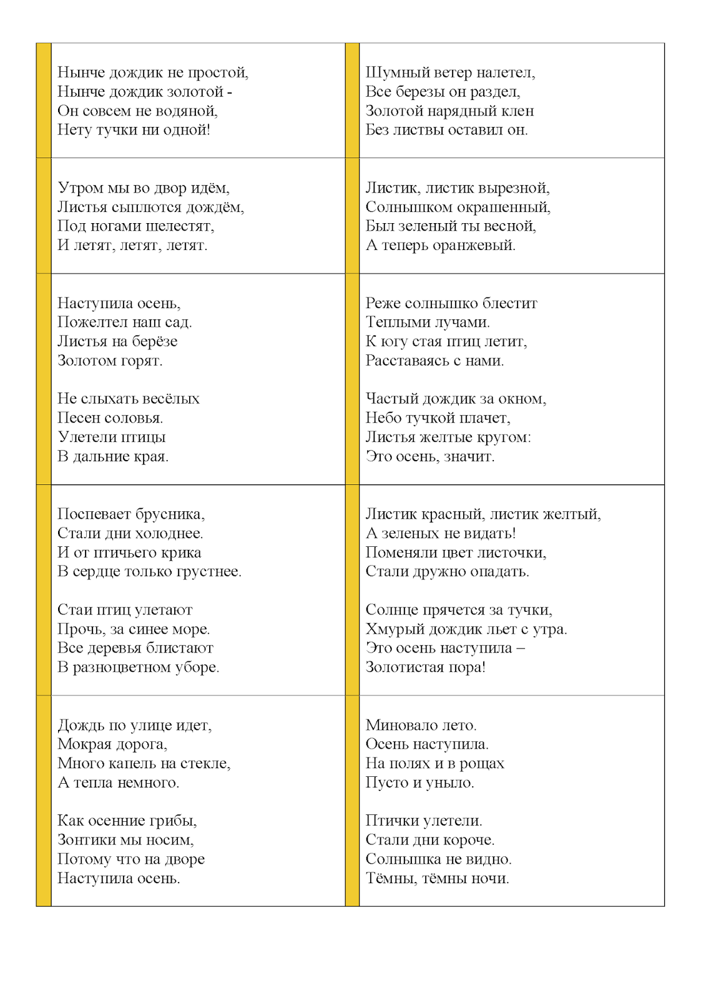 Нынче дождик не простой,
Нынче дождик золотой -
Он совсем не водяной,
Нету тучки ни одной!
Шумный ветер налетел,
Все березы он раздел,
Золотой нарядный клен
Без листвы оставил он.
Утром мы во двор идём,
Листья сыплются дождём,
Под ногами шелестят,
И летят, летят, летят.
Листик, листик вырезной,
Солнышком окрашенный,
Был зеленый ты весной,
А теперь оранжевый.
Наступила осень,
Пожелтел наш сад.
Листья на берёзе
Золотом горят.
Не слыхать весёлых
Песен соловья.
Улетели птицы
В дальние края.
Реже солнышко блестит
Теплыми лучами.
К югу стая птиц летит,
Расставаясь с нами.
Частый дождик за окном,
Небо тучкой плачет,
Листья желтые кругом:
Это осень, значит.
Поспевает брусника,
Стали дни холоднее.
И от птичьего крика
В сердце только грустнее.
Стаи птиц улетают
Прочь, за синее море.
Все деревья блистают
В разноцветном уборе.
Листик красный, листик желтый,
А зеленых не видать!
Поменяли цвет листочки,
Стали дружно опадать.
Солнце прячется за тучки,
Хмурый дождик льет с утра.
Это осень наступила –
Золотистая пора!
Дождь по улице идет,
Мокрая дорога,
Много капель на стекле,
А тепла немного.
Как осенние грибы,
Зонтики мы носим,
Потому что на дворе
Наступила осень.
Миновало лето.
Осень наступила.
На полях и в рощах
Пусто и уныло.
Птички улетели.
Стали дни короче.
Солнышка не видно.
Тёмны, тёмны ночи.